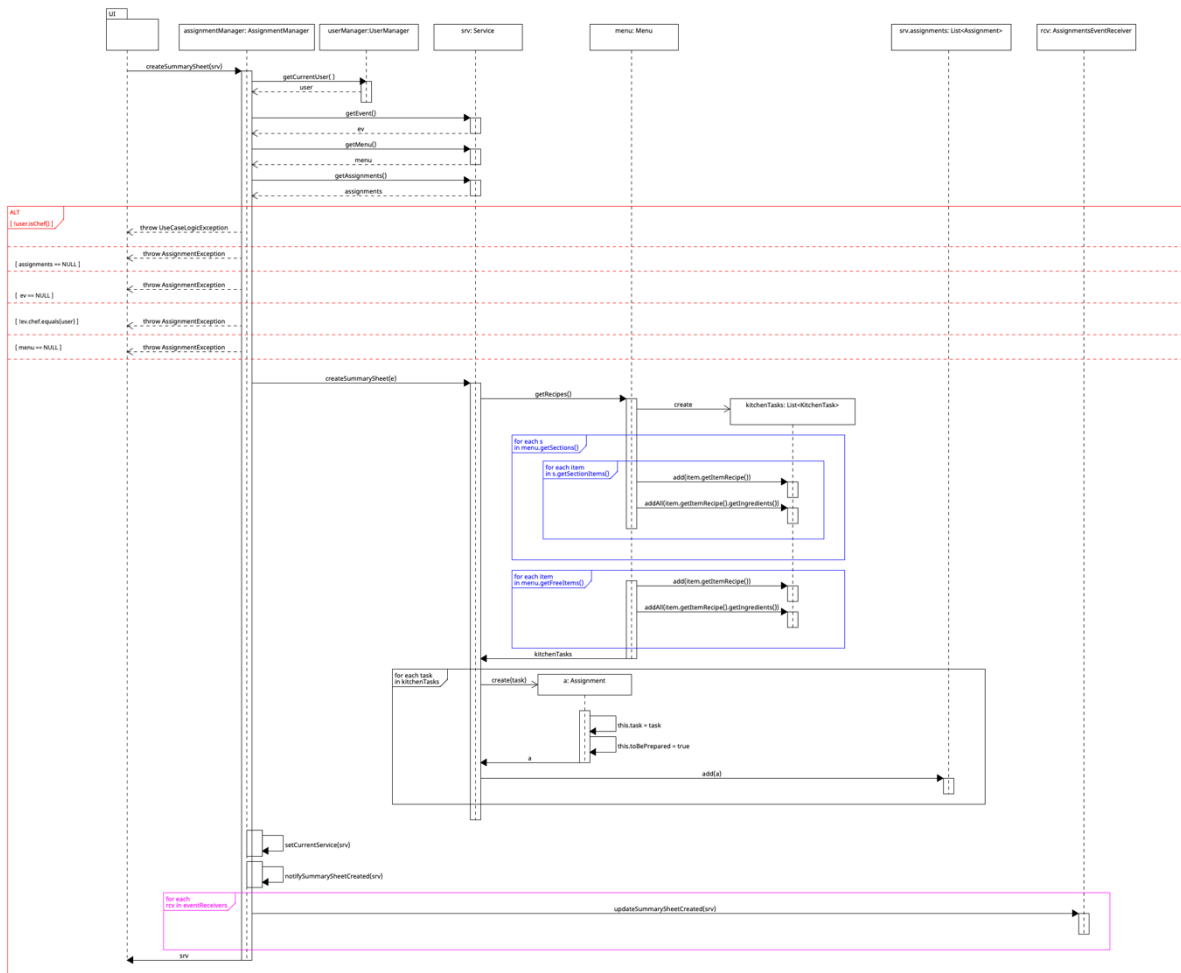 UI
assignmentManager: AssignmentManager
userManager:UserManager
srv: Service
menu: Menu
srv.assignments: List<Assignment>
rcv: AssignmentsEventReceiver
createSummarySheet(srv)
getCurrentUser( )
user
getEvent()
ev
getMenu()
menu
getAssignments()
assignments
ALT
[ !user.isChef() ]
throw UseCaseLogicException
throw AssignmentException
[ assignments == NULL ]
throw AssignmentException
[ ev == NULL ]
[ !ev.chef.equals(user) ]
throw AssignmentException
[ menu == NULL ]
throw AssignmentException
createSummarySheet(e)
getRecipes()
create
kitchenTasks: List<KitchenTask>
for each s
in menu.getSections()
for each item
in s.getSectionItems()
add(item.getItemRecipe())
addAll(item.getItemRecipe().getIngredients())
for each item
in menu.getFreeItems()
add(item.getItemRecipe())
addAll(item.getItemRecipe().getIngredients())
kitchenTasks
for each task
in kitchenTasks
create(task)
a: Assignment
this.task = task
this.toBePrepared = true
a
add(a)
setCurrentService(srv)
notifySummarySheetCreated(srv)
for each
rcv in eventReceivers
updateSummarySheetCreated(srv)
srv